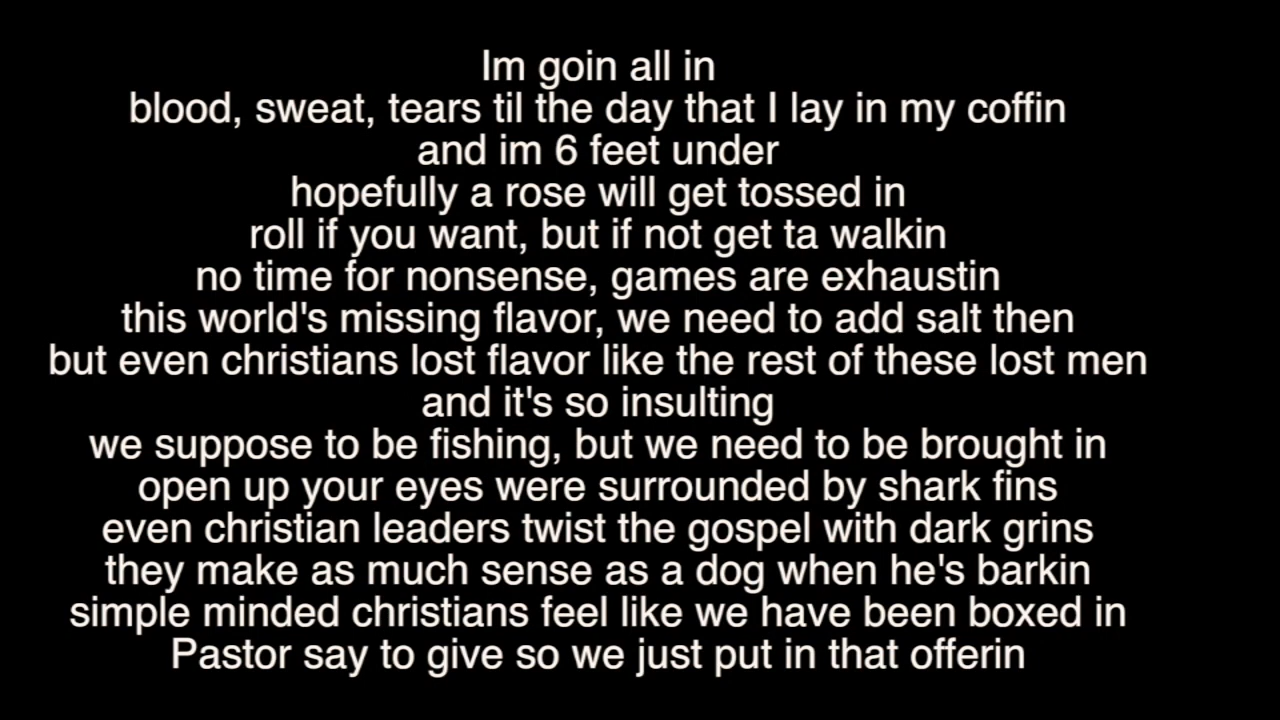 Im goin all in
blood, sweat, tears til the day that I lay in my coffin
and im 6 feet under
hopefully a rose will get tossed in
roll if you want, but if not get ta walkin
no time for nonsense, games are exhaustin
this world's missing flavor, we need to add salt then
but even christians lost flavor like the rest of these lost men
and it's so insulting
we suppose to be fishing, but we need to be brought in
open up your eyes were surrounded by shark fins
even christian leaders twist the gospel with dark grins
they make as much sense as a dog when he's barkin
simple minded christians feel like we have been boxed in
Pastor say to give so we just put in that offerin